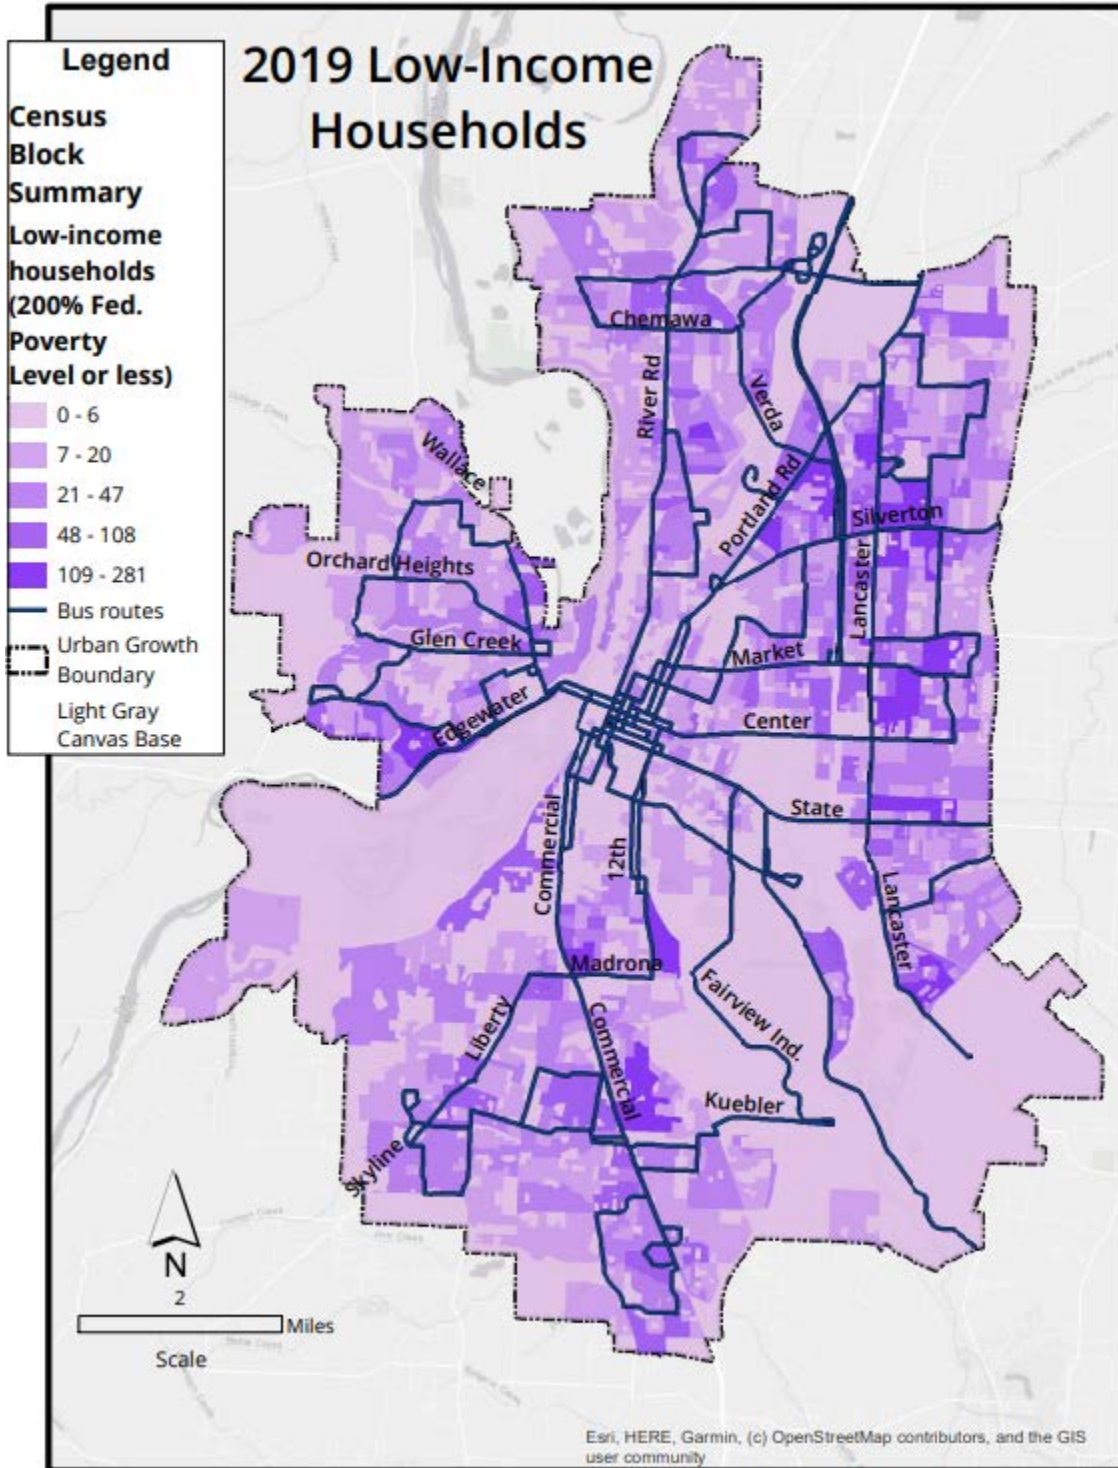 Legend
2019 Low-Income
Households
Census
Block
Summary
Low-income
households
(200% Fed.
Poverty
Level or less)
0 - 6
7 - 20
21 - 47
48 - 108
109 - 281
Bus routes
Urban Growth
Boundary
Light Gray
Canvas Base
Chemawa
River Rd
Verda
Wallace
Portland Rd
Silverton
Orchard Heights
Lancaster
Glen Creek
Market
Edgewater
Center
State
Commercial
12th
Lancaster
Madrona
Fairview Ind.
Liberty
Commercial
Kuebler
Skyline
N
2
Miles
Scale
Esri, HERE, Garmin, (c) OpenStreetMap contributors, and the GIS
user community